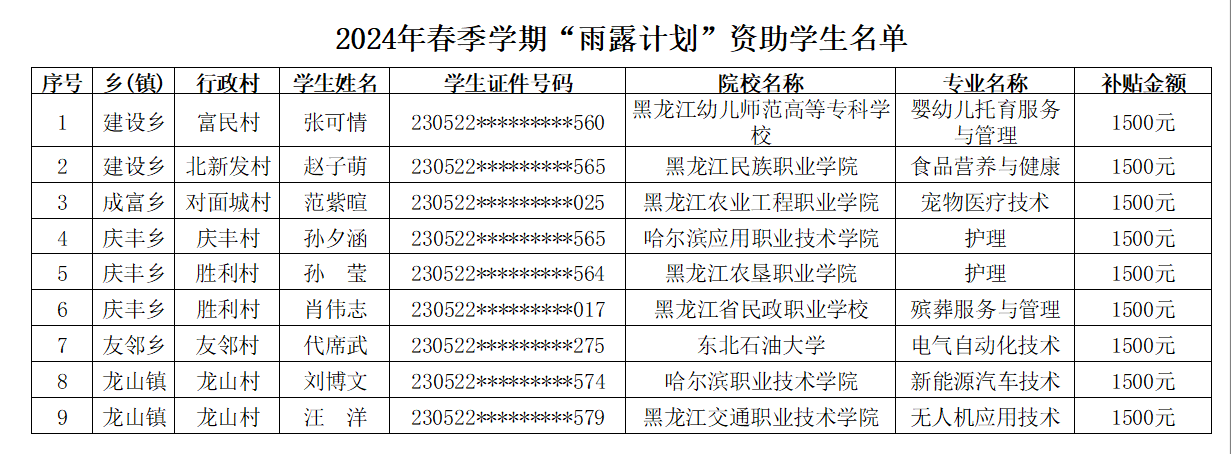 2024年春季学期“雨露计划”资助学生名单
序号 乡(镇) 行政村 学生姓名 学生证件号码 院校名称 专业名称 补贴金额
1 建设乡 富民村 张可情 230522*********560 黑龙江幼儿师范高等专科学校 婴幼儿托育服务与管理 1500元
2 建设乡 北新发村 赵子萌 230522*********565 黑龙江民族职业学院 食品营养与健康 1500元
3 成富乡 对面城村 范紫暄 230522*********025 黑龙江农业工程职业学院 宠物医疗技术 1500元
4 庆丰乡 庆丰村 孙夕涵 230522*********565 哈尔滨应用职业技术学院 护理 1500元
5 庆丰乡 胜利村 孙　莹 230522*********564 黑龙江农垦职业学院 护理 1500元
6 庆丰乡 胜利村 肖伟志 230522*********017 黑龙江省民政职业学校 殡葬服务与管理 1500元
7 友邻乡 友邻村 代席武 230522*********275 东北石油大学 电气自动化技术 1500元
8 龙山镇 龙山村 刘博文 230522*********574 哈尔滨职业技术学院 新能源汽车技术 1500元
9 龙山镇 龙山村 汪　洋 230522*********579 黑龙江交通职业技术学院 无人机应用技术 1500元